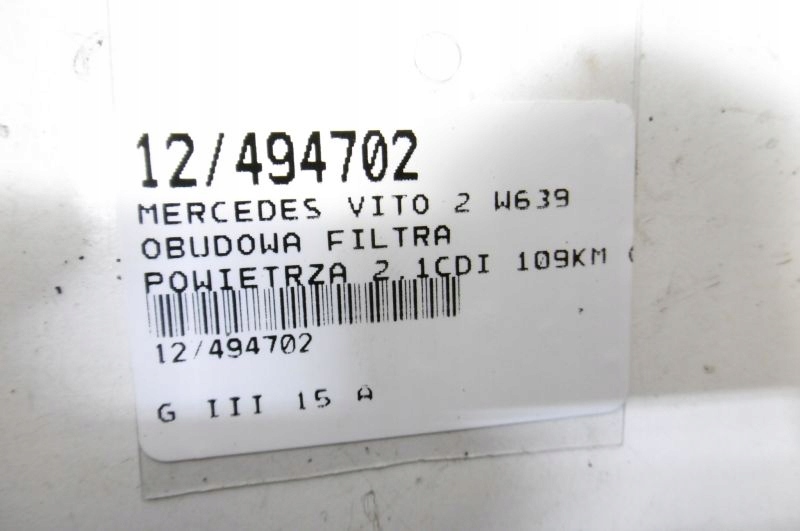 12/494702
MERCEDES VITO 2 W639
OBUDOWA FILTRA
POWIETRZA 2.1CDI 109KM
12/494702
G III 15 A